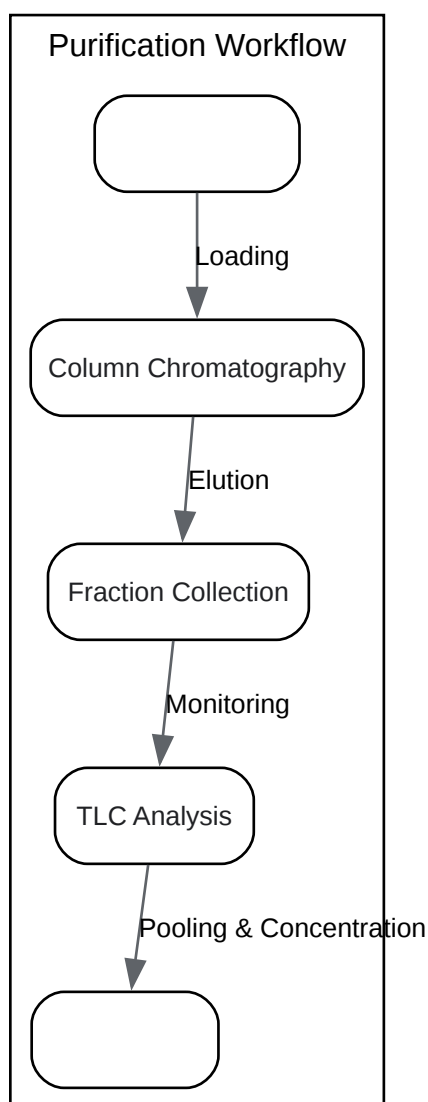 Purification Workflow
Loading
Column Chromatography
Elution
Fraction Collection
Monitoring
TLC Analysis
Pooling & Concentration